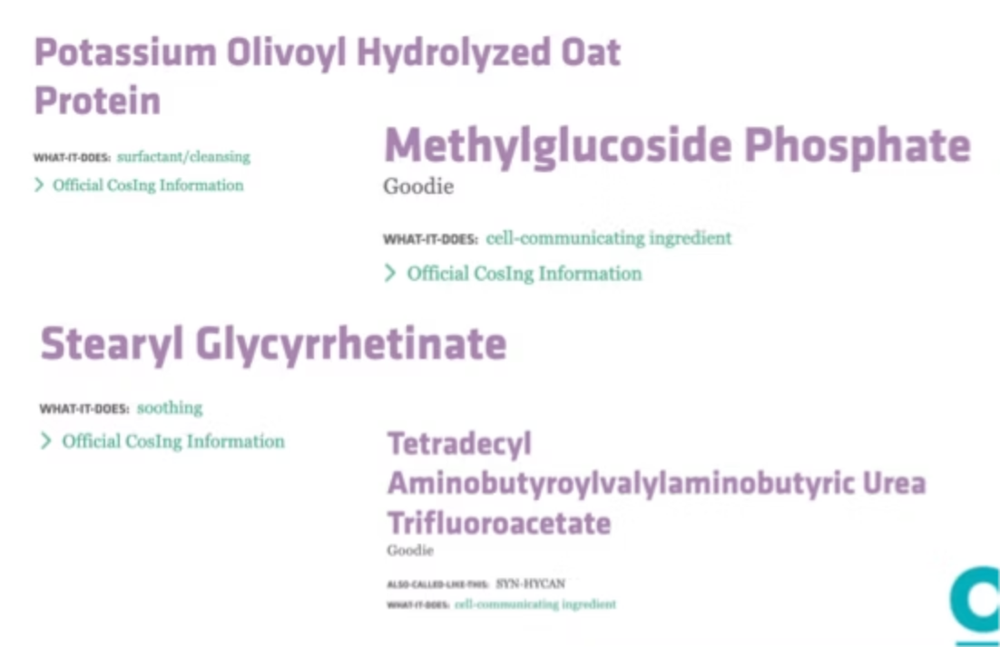 Potassium Olivoyl Hydrolyzed Oat
Protein
WHAT-IT-DOES: surfactant/cleansing
Official CosIng Information
Methylglucoside Phosphate
Goodie
WHAT-IT-DOES: cell-communicating ingredient
Official CosIng Information
Stearyl Glycyrrhetinate
WHAT-IT-DOES: soothing
Official CosIng Information
Tetradecyl
Aminobutyroylvalylaminobutyric Urea
Trifluoroacetate
Goodie
ALSO-CALLED-LIKE-THIS: SYN-HYCAN
WHAT-IT-DOES: cell-communicating ingredient